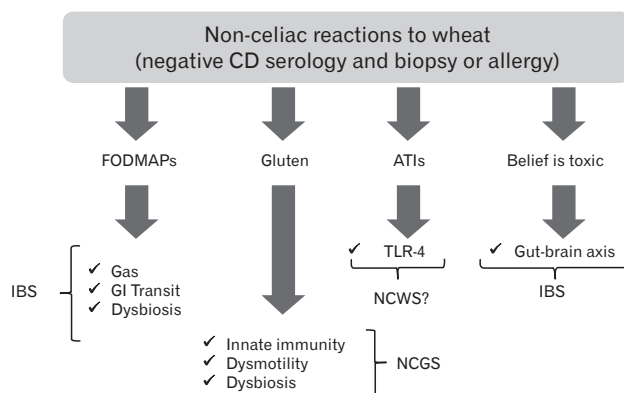 Non-celiac reactions to wheat
(negative CD serology and biopsy or allergy)
FODMAPs
Gluten
ATIs
Belief is toxic
IBS
✓ Gas
✓ GI Transit
✓ Dysbiosis
✓ TLR-4
NCWS?
✓ Gut-brain axis
IBS
✓ Innate immunity
✓ Dysmotility
✓ Dysbiosis
NCGS